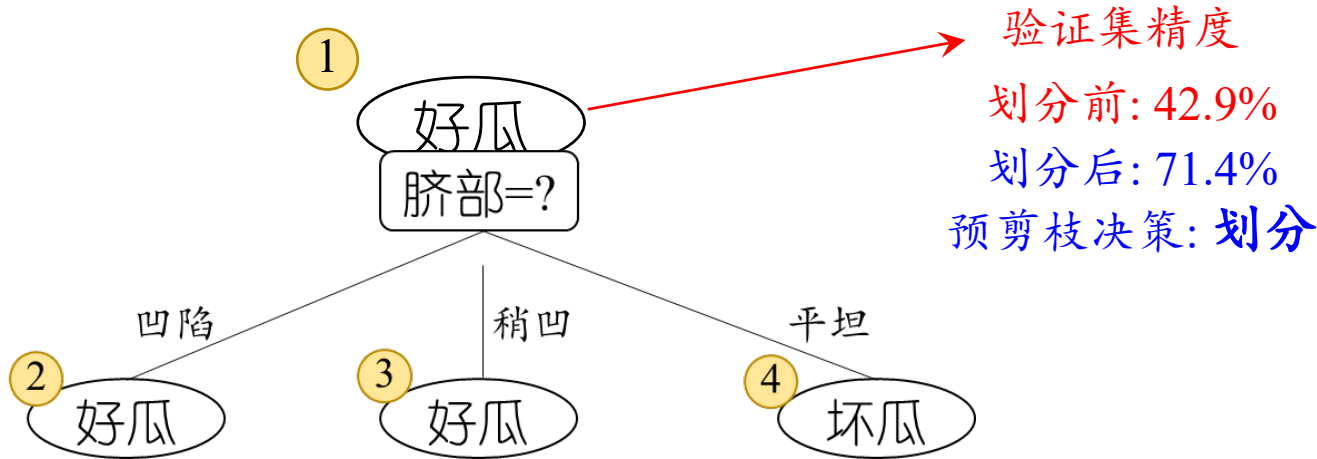 1
好瓜
脐部=?
验证集精度
划分前: 42.9%
划分后: 71.4%
预剪枝决策: 划分
凹陷
稍凹
平坦
2
好瓜
3
好瓜
4
坏瓜